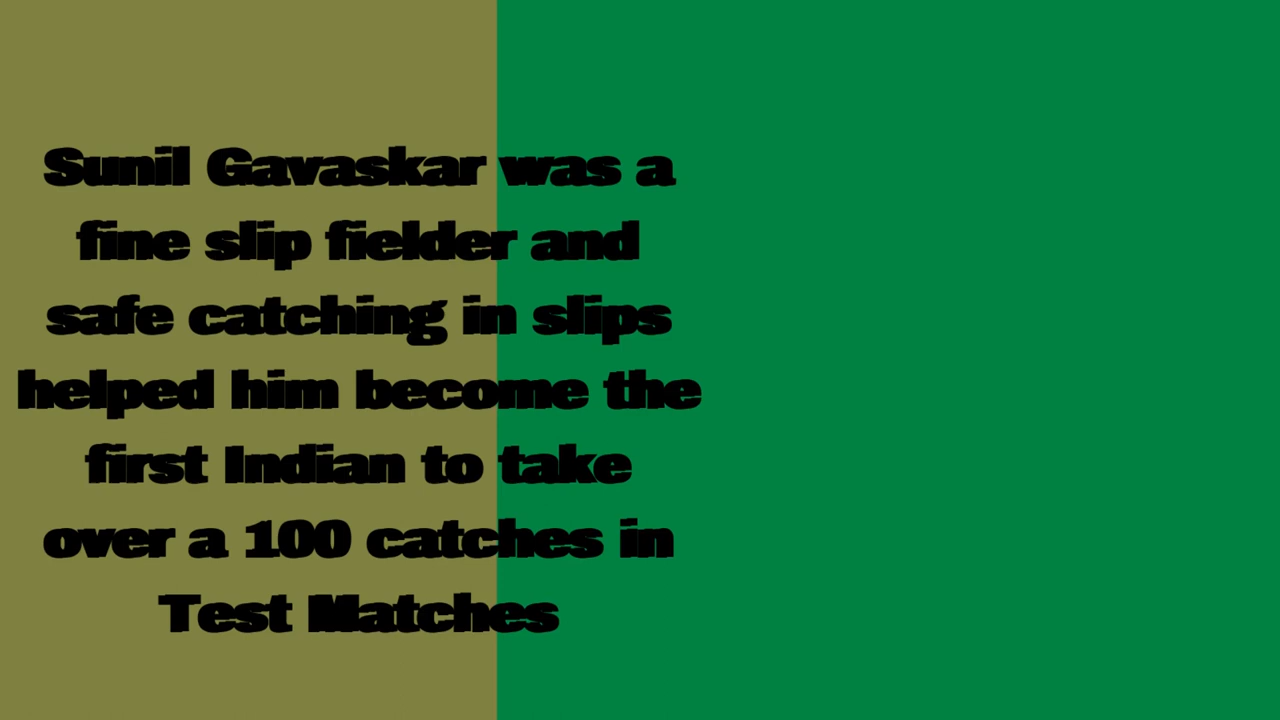 Sunil Gavaskar was a
fine slip fielder and
safe catching in slips
helped him become the
first Indian to take
over a 100 catches in
Test Matches